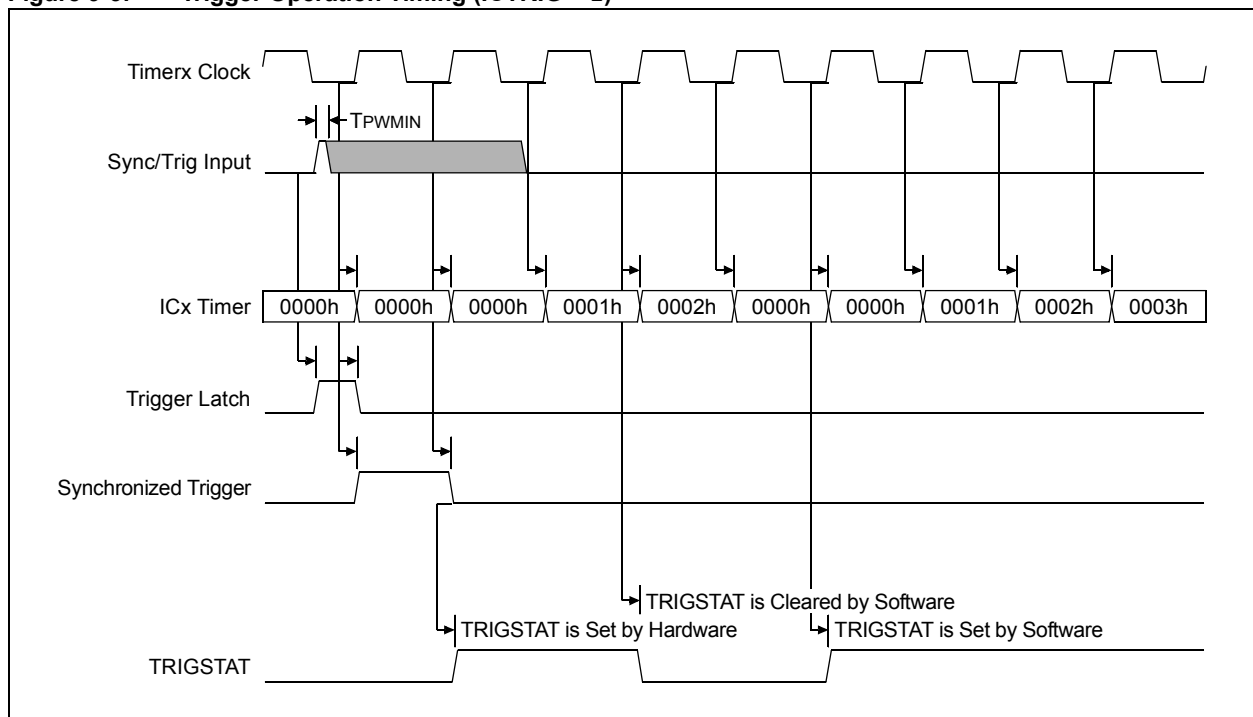 Timerx Clock
TPWMIN
Sync/Trig Input
ICx Timer
0000h 0000h 0000h 0001h 0002h 0000h 0000h 0001h 0002h 0003h
Trigger Latch
Synchronized Trigger
TRIGSTAT is Cleared by Software
TRIGSTAT is Set by Hardware
TRIGSTAT is Set by Software
TRIGSTAT